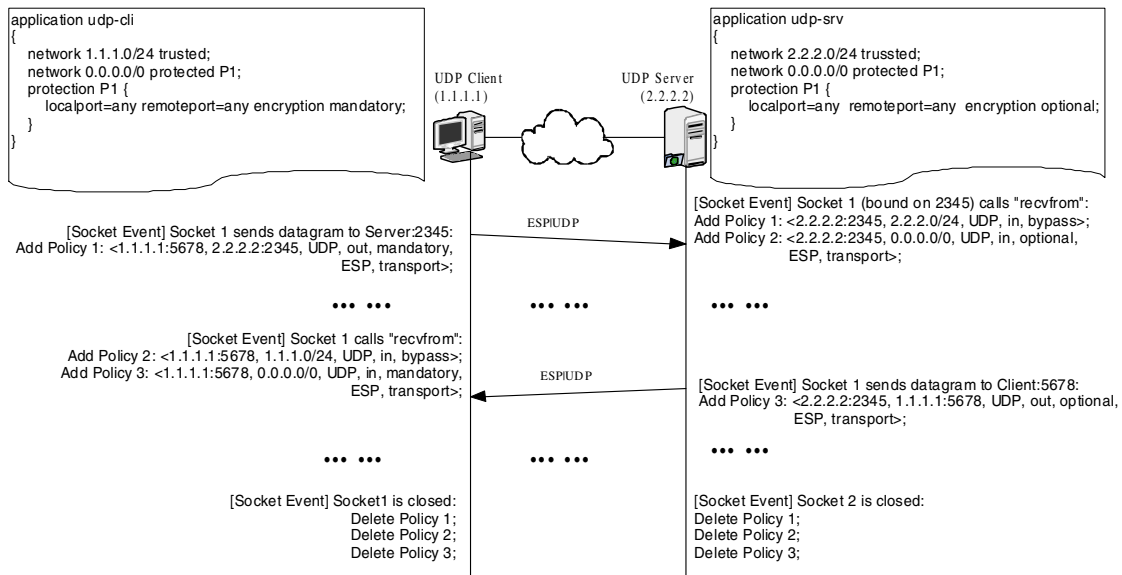 application udp-cli
{
network 1.1.1.0/24 trusted;
network 0.0.0.0/0 protected P1;
protection P1 {
localport=any remoteport=any encryption mandatory;
}
}
UDP Client
(1.1.1.1)
UDP Server
(2.2.2.2)
application udp-srv
{
network 2.2.2.0/24 trussted;
network 0.0.0.0/0 protected P1;
protection P1 {
localport=any remoteport=any encryption optional;
}
}
[Socket Event] Socket 1 sends datagram to Server:2345:
Add Policy 1: <1.1.1.1:5678, 2.2.2.2:2345, UDP, out, mandatory,
ESP, transport>;
ESP|UDP
[Socket Event] Socket 1 (bound on 2345) calls "recvfrom":
Add Policy 1: <2.2.2.2:2345, 2.2.2.0/24, UDP, in, bypass>;
Add Policy 2: <2.2.2.2:2345, 0.0.0.0/0, UDP, in, optional,
ESP, transport>;
••• •••
••• •••
••• •••
[Socket Event] Socket 1 calls "recvfrom":
Add Policy 2: <1.1.1.1:5678, 1.1.1.0/24, UDP, in, bypass>;
Add Policy 3: <1.1.1.1:5678, 0.0.0.0/0, UDP, in, mandatory,
ESP, transport>;
ESP|UDP
[Socket Event] Socket 1 sends datagram to Client:5678:
Add Policy 3: <2.2.2.2:2345, 1.1.1.1:5678, UDP, out, optional,
ESP, transport>;
••• •••
••• •••
••• •••
[Socket Event] Socket1 is closed:
Delete Policy 1;
Delete Policy 2;
Delete Policy 3;
[Socket Event] Socket 2 is closed:
Delete Policy 1;
Delete Policy 2;
Delete Policy 3;